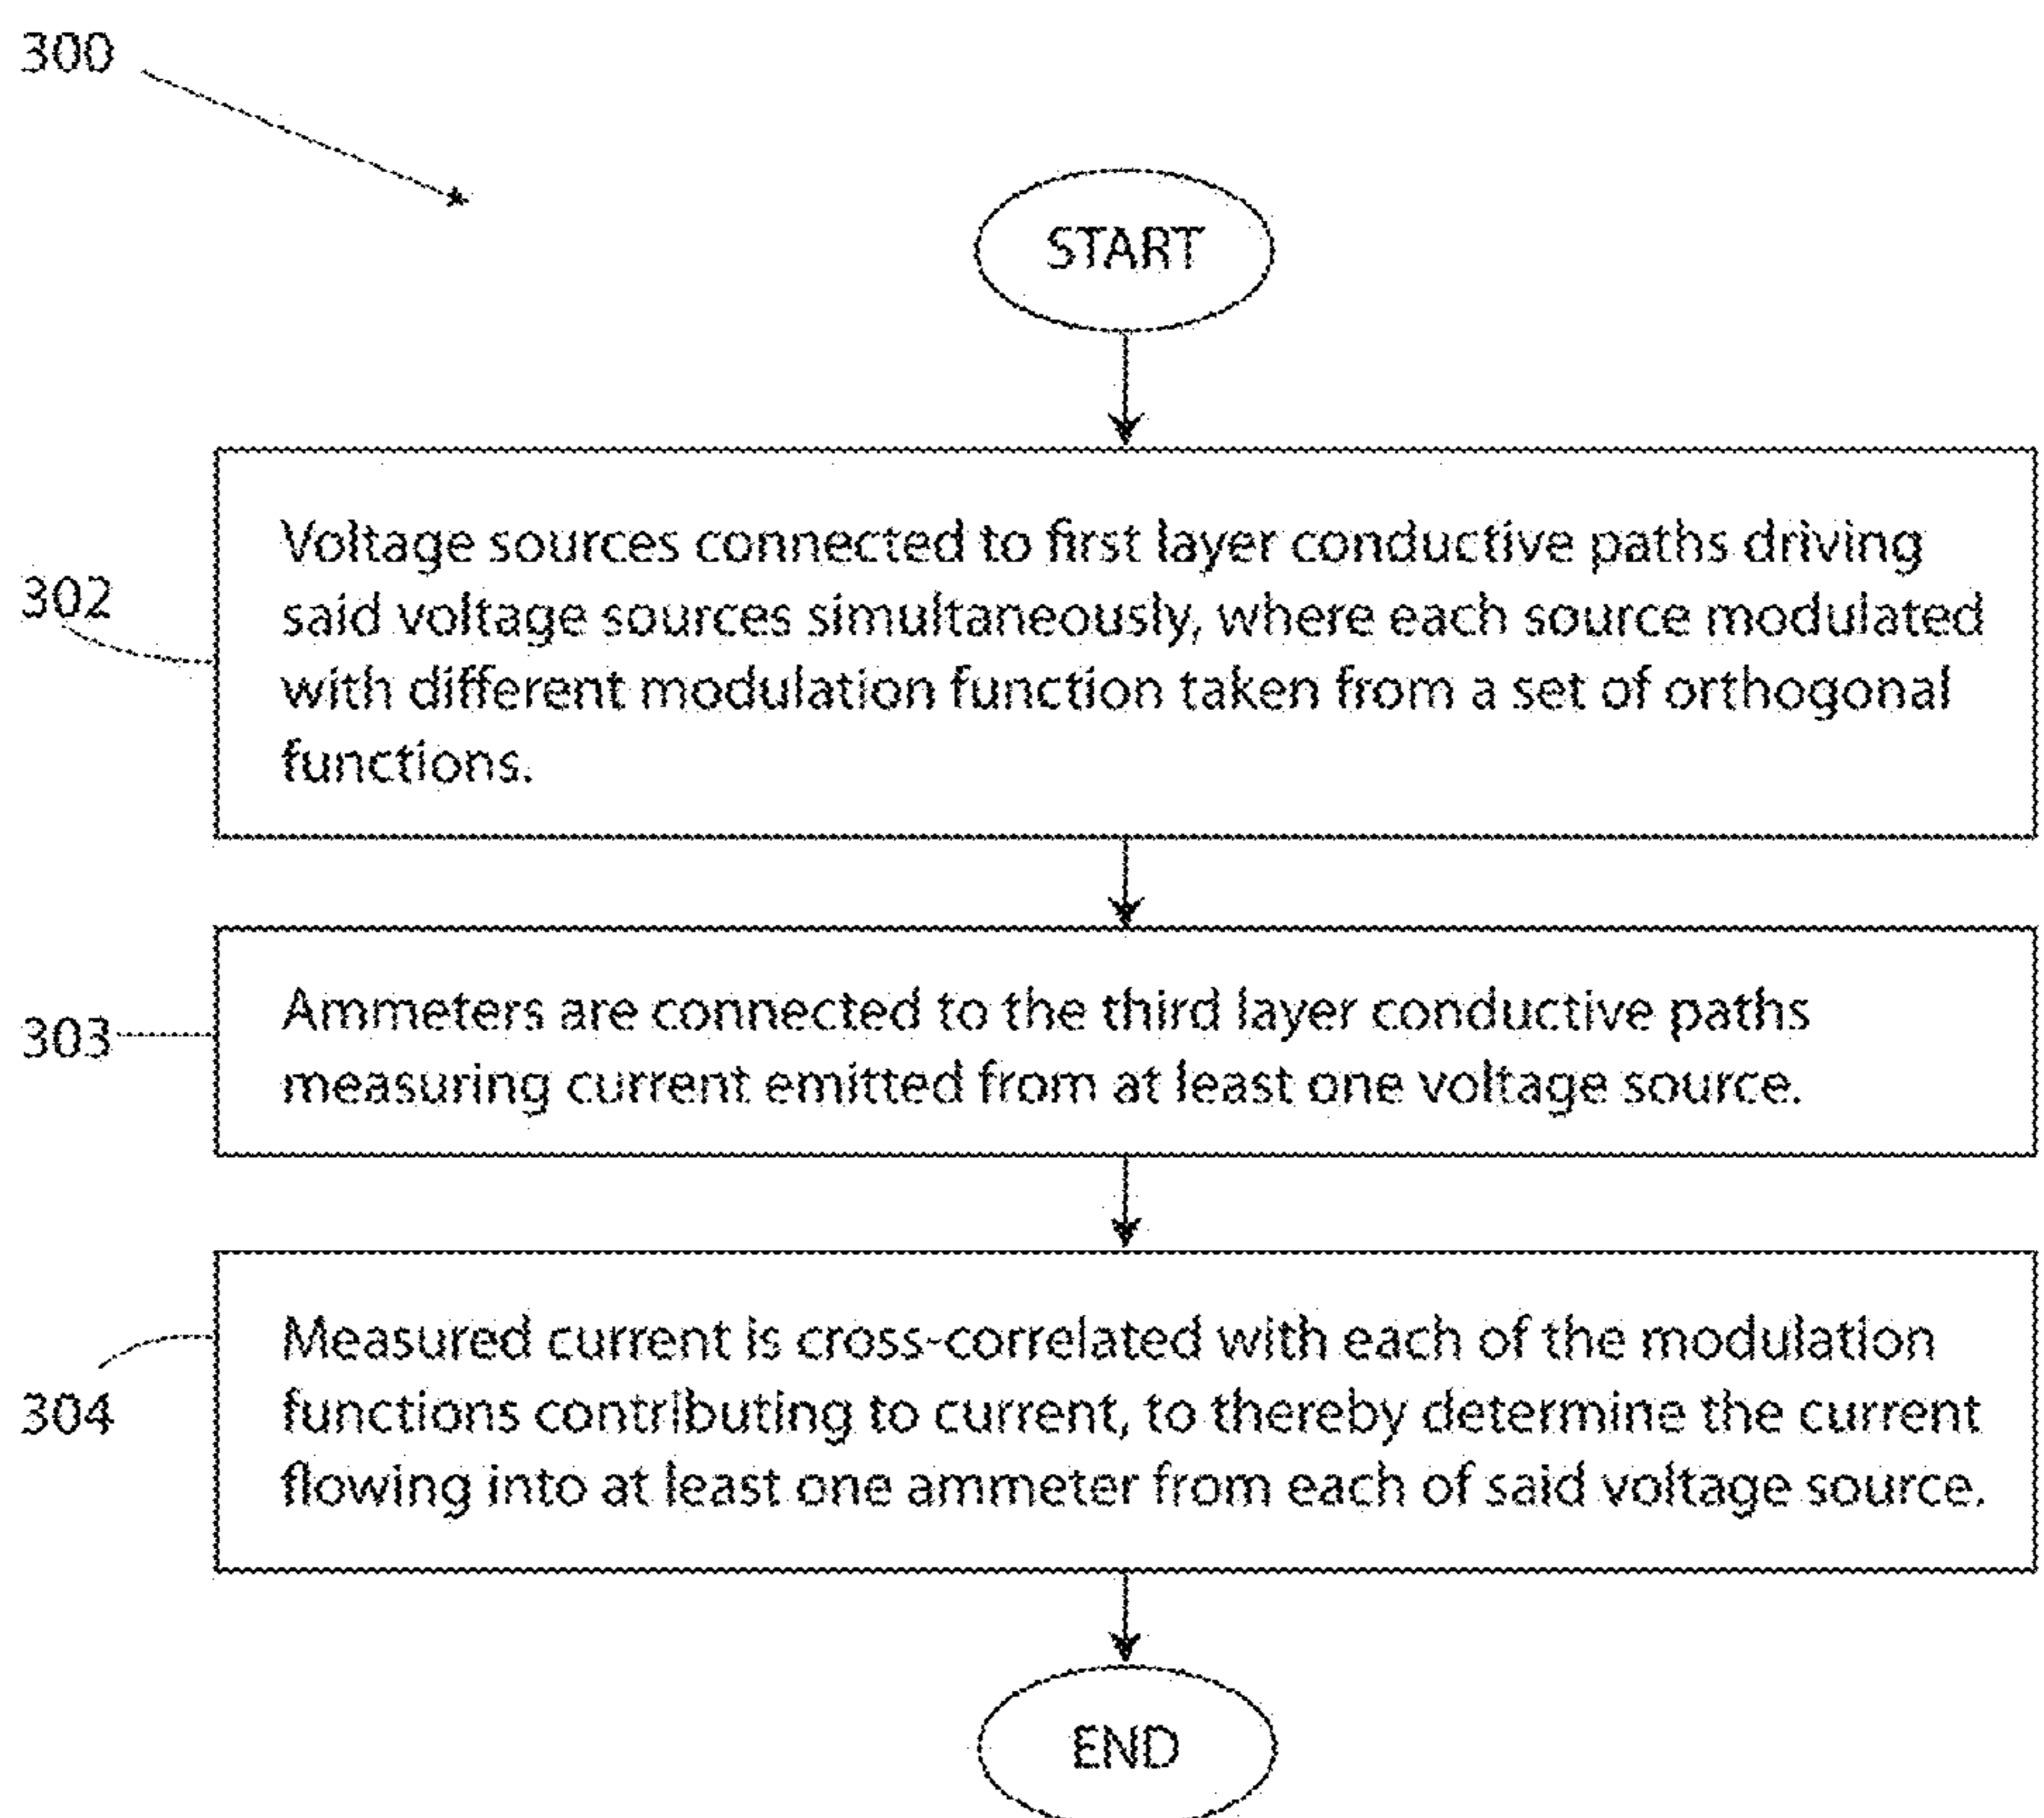 300
START
302
Voltage sources connected to first layer conductive paths driving
said voltage sources simultaneously, where each source modulated
with different modulation function taken from a set of orthogonal
functions.
303
Ammeters are connected to the third layer conductive paths
measuring current emitted from at least one voltage source.
304
Measured current is cross-correlated with each of the modulation
functions contributing to current, to thereby determine the current
flowing into at least one ammeter from each of said voltage source.
END